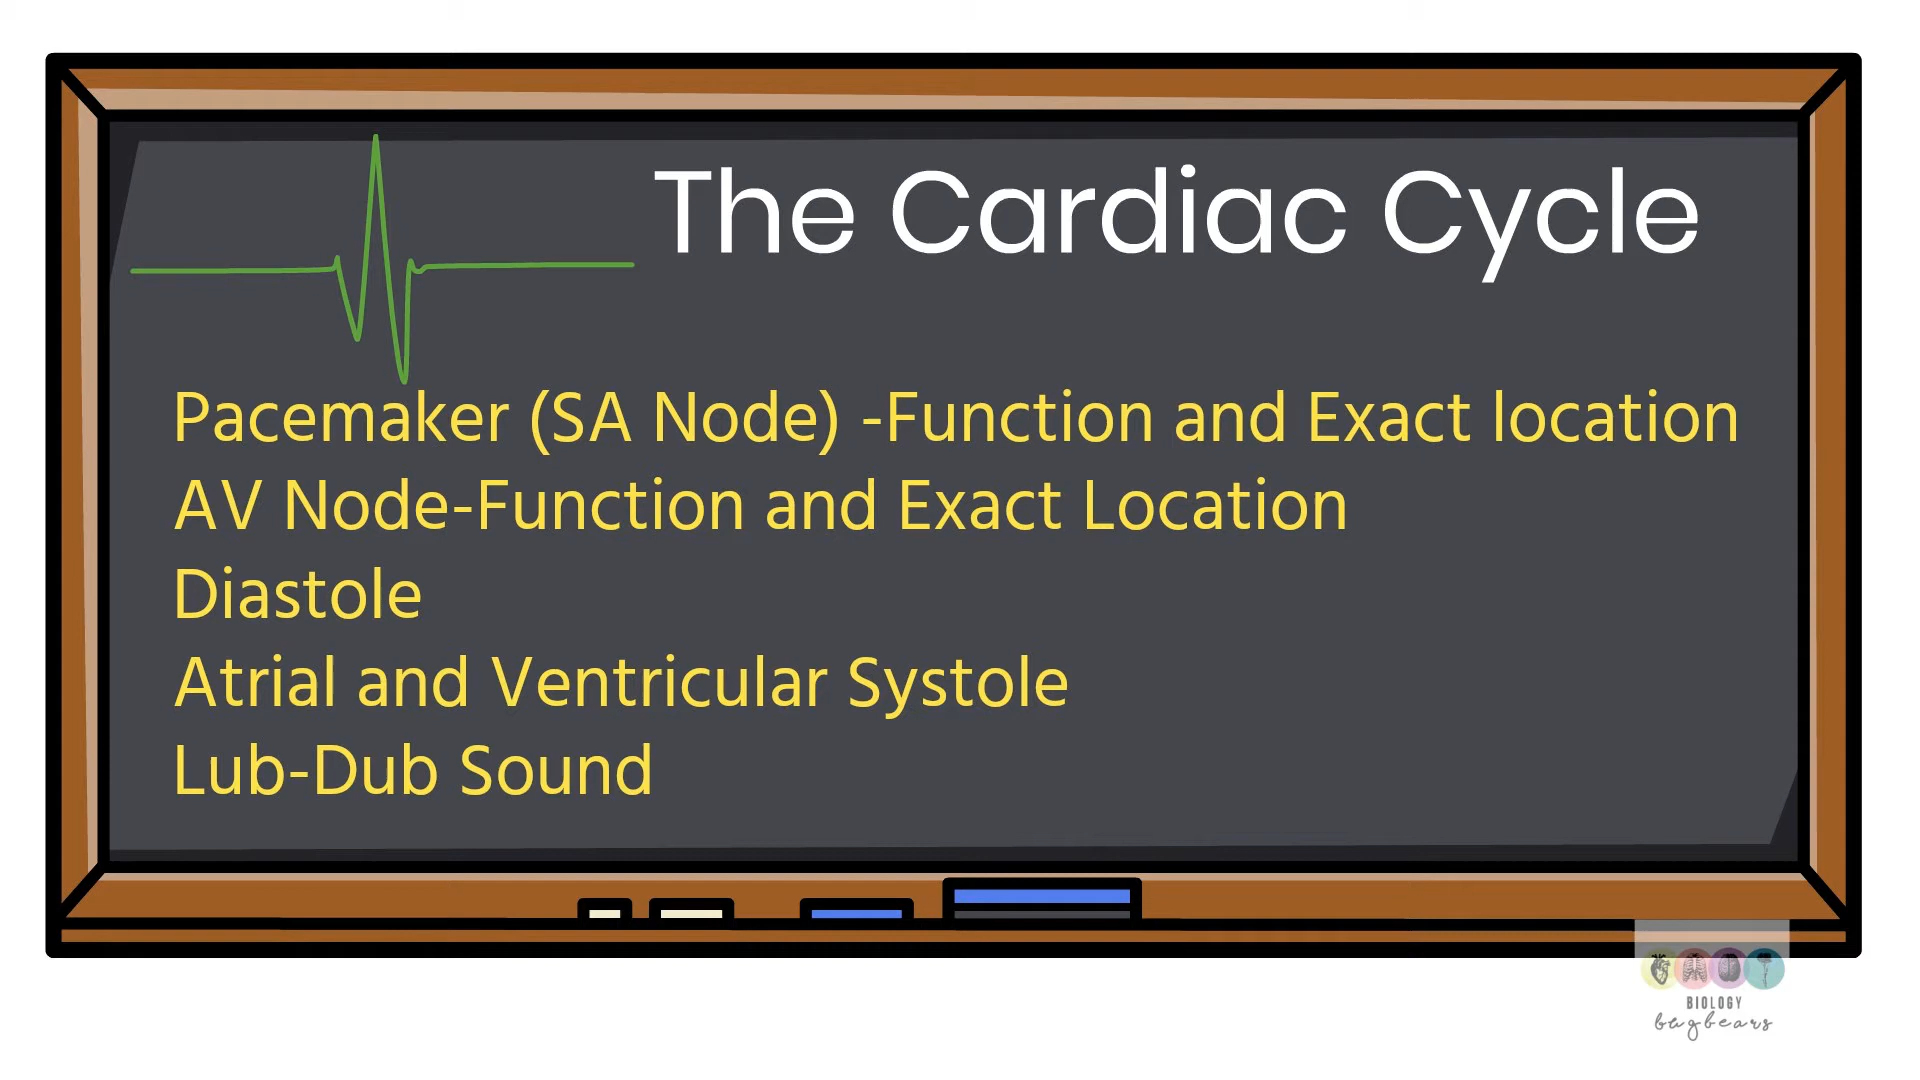 The Cardiac Cycle
Pacemaker (SA Node) -Function and Exact location
AV Node-Function and Exact Location
Diastole
Atrial and Ventricular Systole
Lub-Dub Sound
BIOLOGY
bugbears